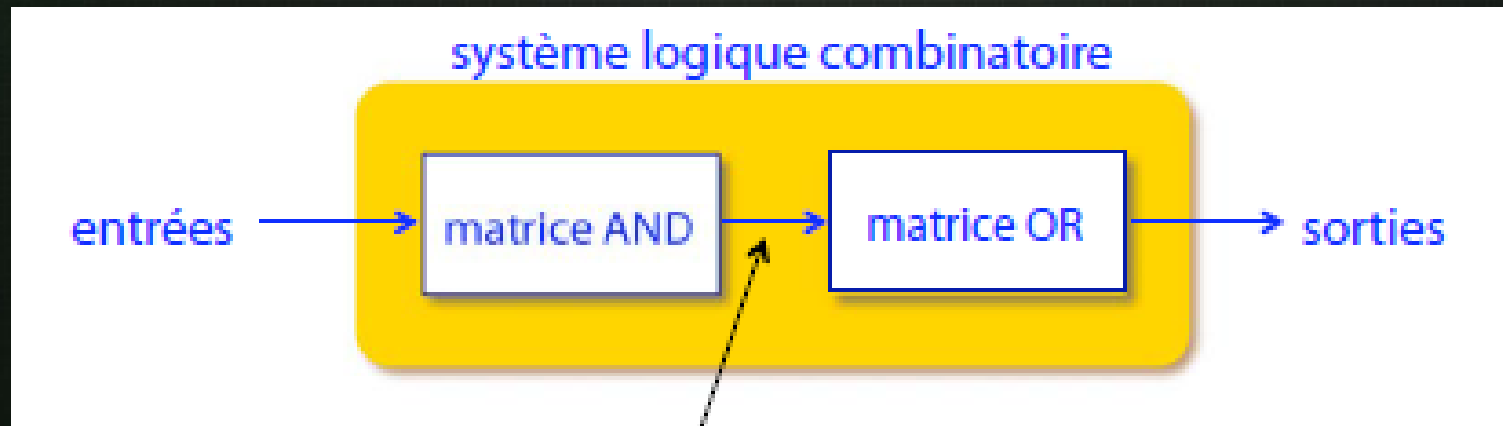 système logique combinatoire
entrées
matrice AND
matrice OR
sorties